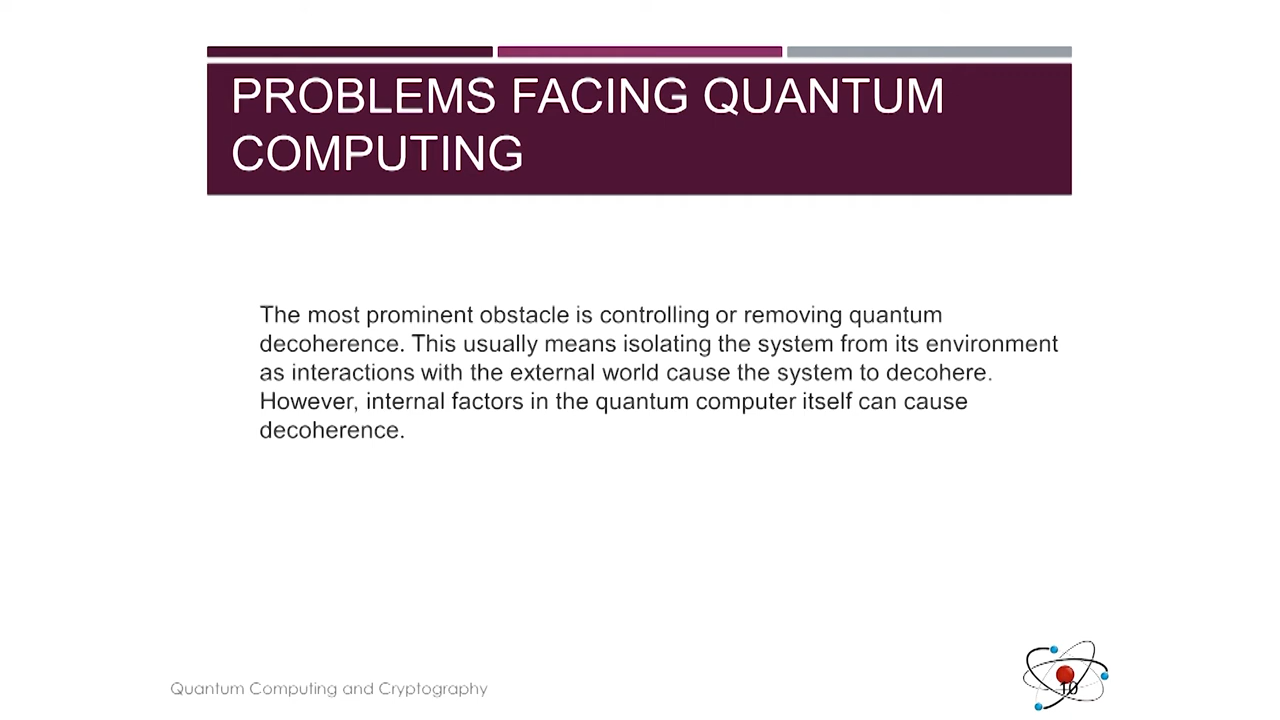 PROBLEMS FACING QUANTUM
COMPUTING
The most prominent obstacle is controlling or removing quantum
decoherence. This usually means isolating the system from its environment
as interactions with the external world cause the system to decohere.
However, internal factors in the quantum computer itself can cause
decoherence.
Quantum Computing and Cryptography
10